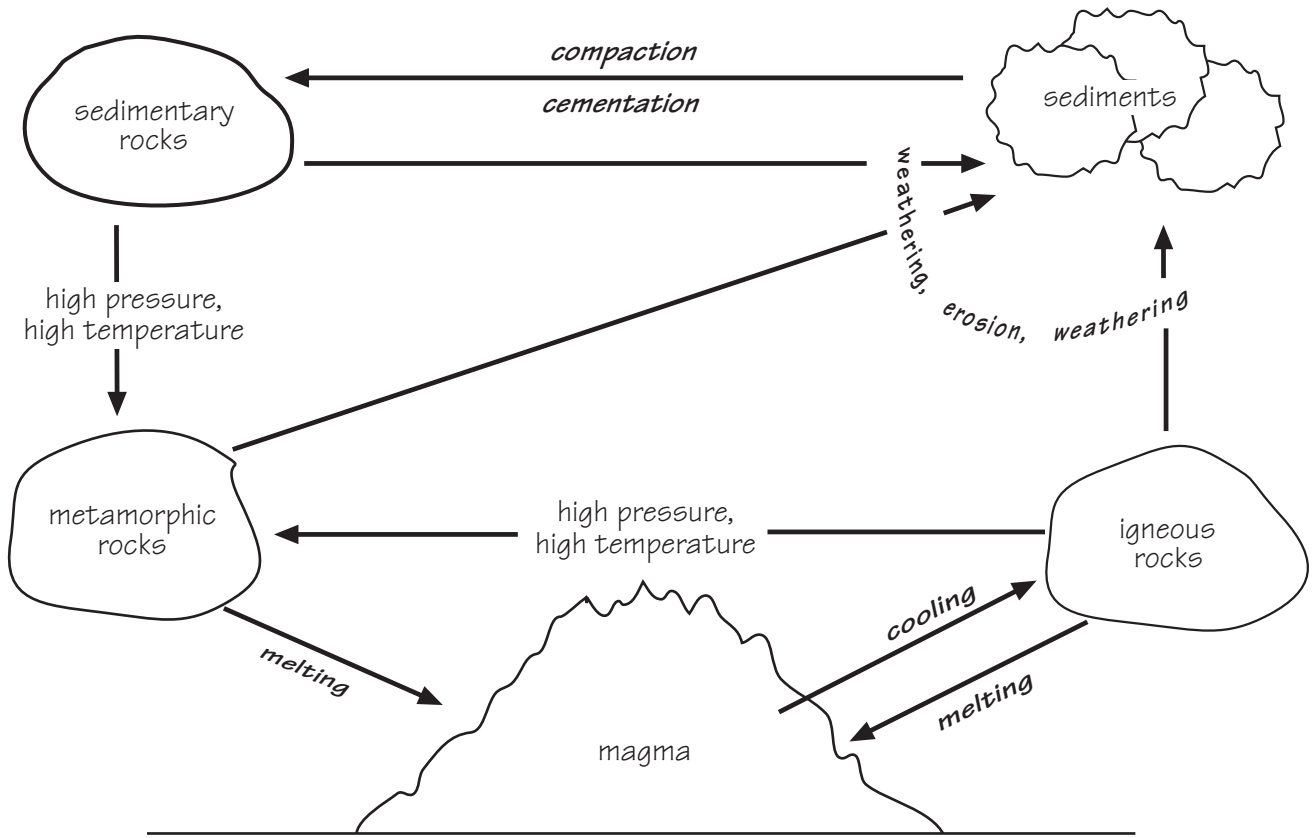 compaction
cementation
sedimentary
rocks
sediments
weathering, erosion, weathering
high pressure,
high temperature
metamorphic
rocks
high pressure,
high temperature
igneous
rocks
cooling
melting
melting
magma